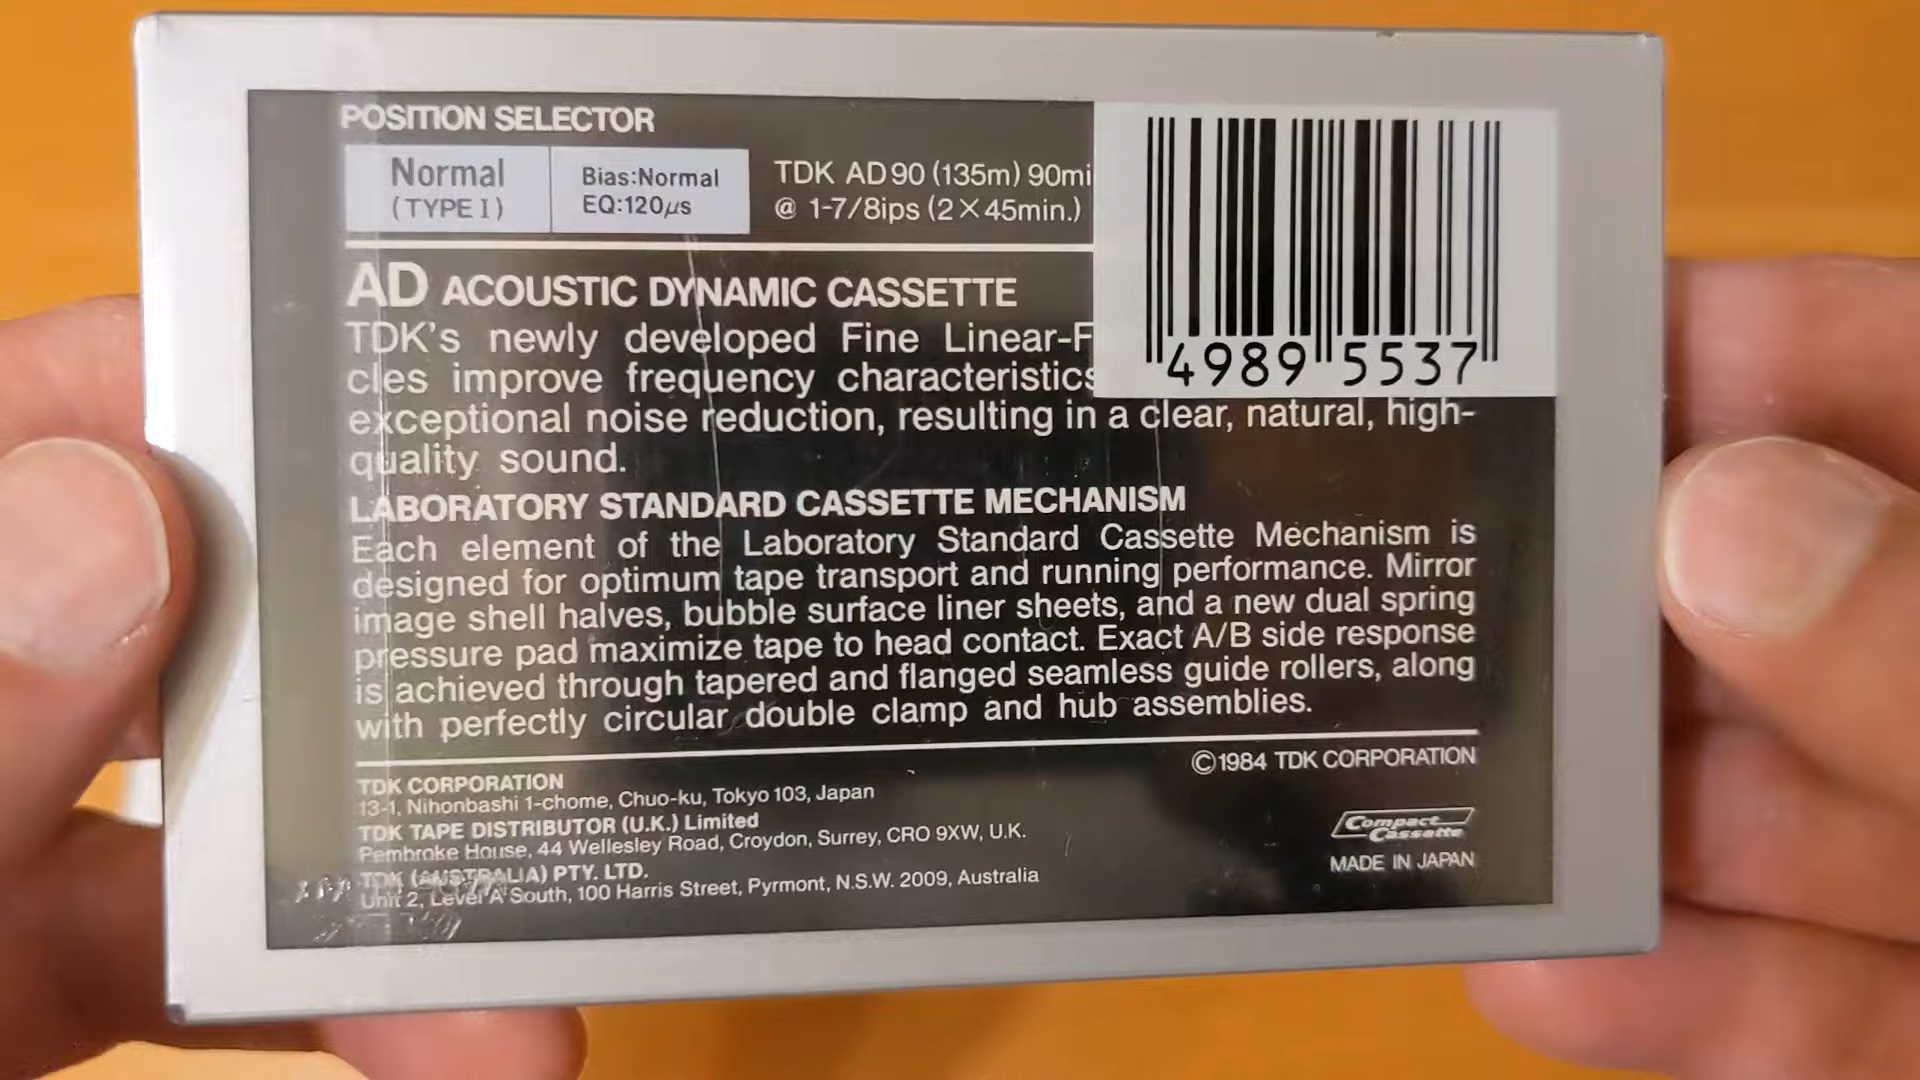 POSITION SELECTOR
Normal
(TYPE I)
Bias:Normal
EQ:120µs
TDK AD90 (135m) 90mi
@ 1-7/8ips (2×45min.)
4989 5537
AD ACOUSTIC DYNAMIC CASSETTE
TDK's newly developed Fine Linear-F
cles improve frequency characteristics
exceptional noise reduction, resulting in a clear, natural, high-
quality sound.
LABORATORY STANDARD CASSETTE MECHANISM
Each element of the Laboratory Standard Cassette Mechanism is
designed for optimum tape transport and running performance. Mirror
image shell halves, bubble surface liner sheets, and a new dual spring
pressure pad maximize tape to head contact. Exact A/B side response
is achieved through tapered and flanged seamless guide rollers, along
with perfectly circular double clamp and hub assemblies.
©1984 TDK CORPORATION
TDK CORPORATION
13-1, Nihonbashi 1-chome, Chuo-ku, Tokyo 103, Japan
TDK TAPE DISTRIBUTOR (U.K.) Limited
Pembroke House, 44 Wellesley Road, Croydon, Surrey, CRO 9XW, U.K.
TDK (AUSTRALIA) PTY. LTD.
Unit 2, Level A South, 100 Harris Street, Pyrmont, N.S.W. 2009, Australia
Compact
Cassette
MADE IN JAPAN